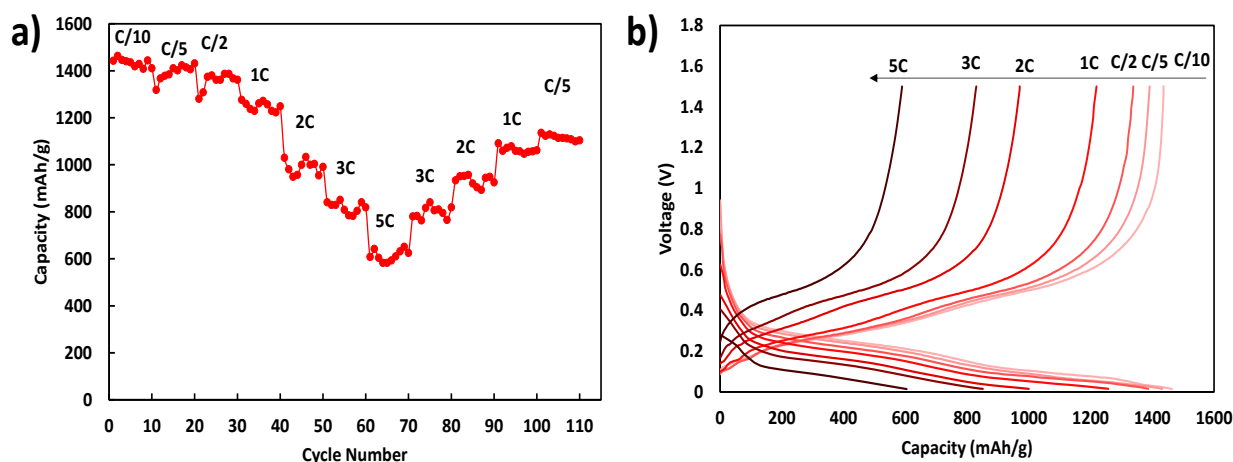 a)
1600
1400
1200
1000
800
600
400
200
0
Capacity (mAh/g)
C/10
C/5
C/2
1C
2C
3C
5C
3C
2C
1C
C/5
0 10 20 30 40 50 60 70 80 90 100 110
Cycle Number
b)
1.8
1.5
1.2
1
0.8
0.6
0.4
0.2
0
Voltage (V)
5C 3C 2C 1C C/2 C/5 C/10
0 200 400 600 800 1000 1200 1400 1600
Capacity (mAh/g)